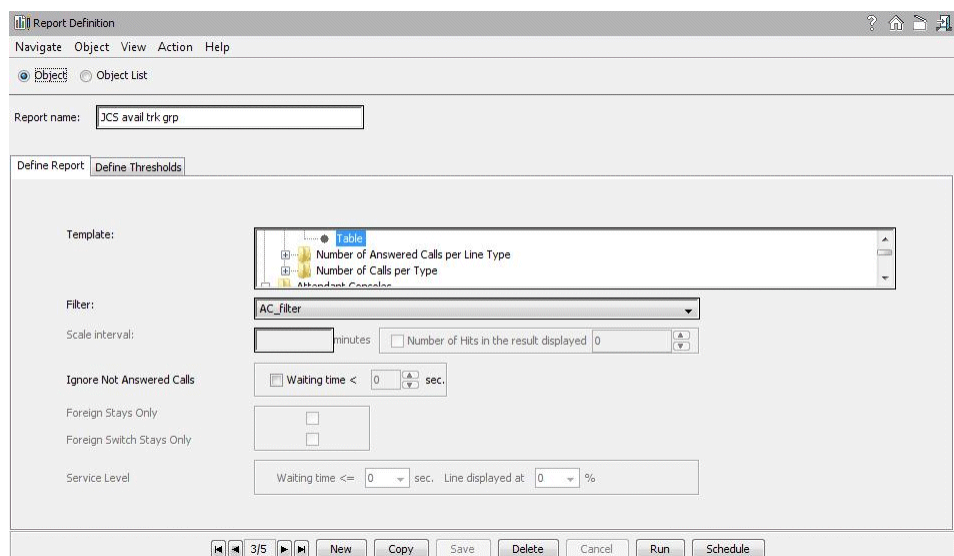 Report Definition
?
Navigate Object View Action Help
Object Object List
Report name: JCS avail trk grp
Define Report Define Thresholds
Template:
Table
Number of Answered Calls per Line Type
Number of Calls per Type
Attendant Consoles
Filter: AC_filter
Scale interval: minutes Number of Hits in the result displayed 0
Ignore Not Answered Calls Waiting time < 0 sec.
Foreign Stays Only
Foreign Switch Stays Only
Service Level Waiting time <= 0 sec. Line displayed at 0 %
3/5 New Copy Save Delete Cancel Run Schedule